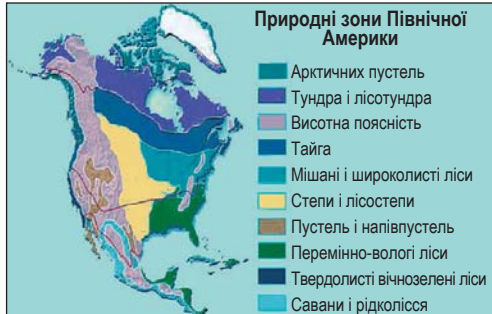 Природні зони Північної
Америки
Арктичних пустель
Тундра і лісотундра
Висотна поясність
Тайга
Мішані і широколисті ліси
Степи і лісостепи
Пустель і напівпустель
Перемінно-вологі ліси
Твердолисті вічнозелені ліси
Савани і рідколісся